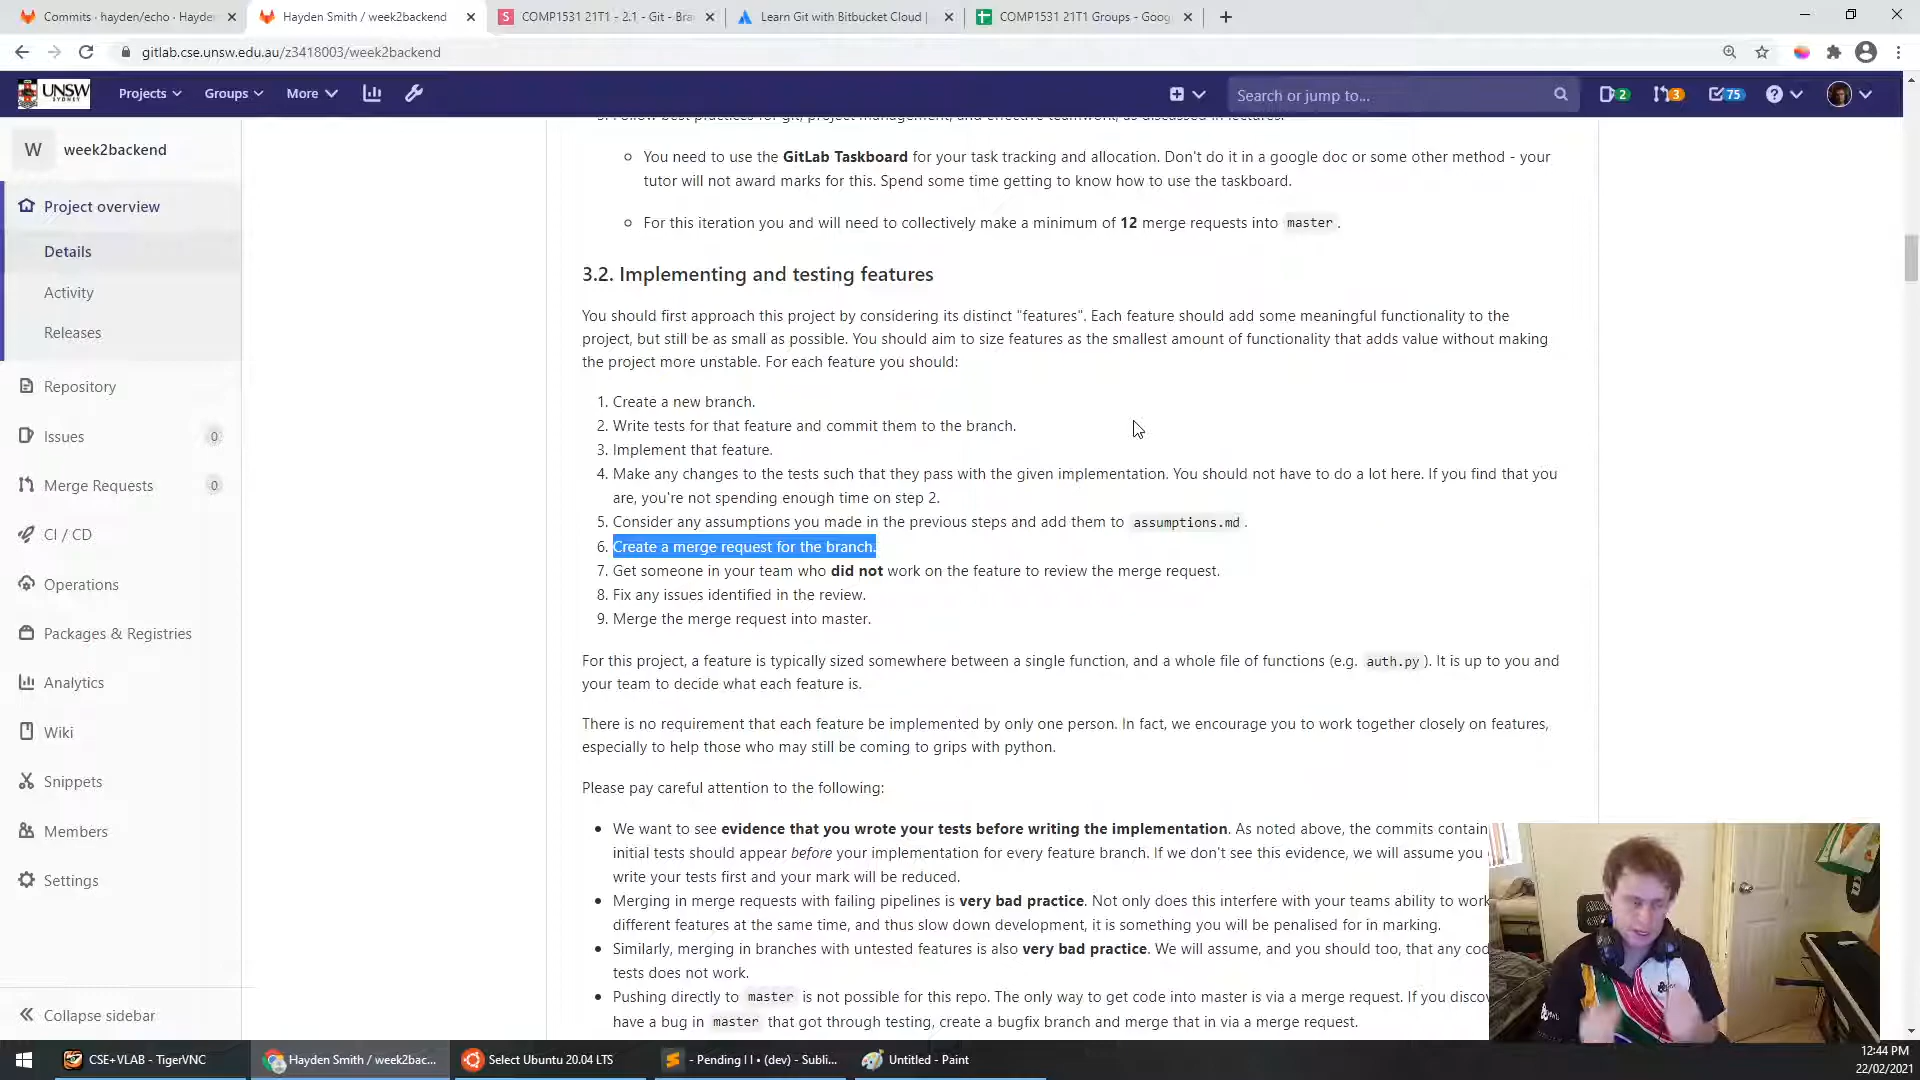 Commits · hayden/echo · Hayde
Hayden Smith / week2backend
COMP1531 21T1 - 2.1 - Git - Bra
Learn Git with Bitbucket Cloud |
COMP1531 21T1 Groups - Goog
gitlab.cse.unsw.edu.au/z3418003/week2backend
UNSW
SYDNEY
Projects
Groups
More
Search or jump to...
2
3
75
W
week2backend
Project overview
Details
Activity
Releases
Repository
Issues
0
Merge Requests
0
CI / CD
Operations
Packages & Registries
Analytics
Wiki
Snippets
Members
Settings
Collapse sidebar
Follow best practices for git, project management, and effective teamwork, as discussed in lectures.
You need to use the GitLab Taskboard for your task tracking and allocation. Don't do it in a google doc or some other method - your
tutor will not award marks for this. Spend some time getting to know how to use the taskboard.
For this iteration you and will need to collectively make a minimum of 12 merge requests into master .
3.2. Implementing and testing features
You should first approach this project by considering its distinct "features". Each feature should add some meaningful functionality to the
project, but still be as small as possible. You should aim to size features as the smallest amount of functionality that adds value without making
the project more unstable. For each feature you should:
1. Create a new branch.
2. Write tests for that feature and commit them to the branch.
3. Implement that feature.
4. Make any changes to the tests such that they pass with the given implementation. You should not have to do a lot here. If you find that you
are, you're not spending enough time on step 2.
5. Consider any assumptions you made in the previous steps and add them to assumptions.md .
6. Create a merge request for the branch.
7. Get someone in your team who did not work on the feature to review the merge request.
8. Fix any issues identified in the review.
9. Merge the merge request into master.
For this project, a feature is typically sized somewhere between a single function, and a whole file of functions (e.g. auth.py ). It is up to you and
your team to decide what each feature is.
There is no requirement that each feature be implemented by only one person. In fact, we encourage you to work together closely on features,
especially to help those who may still be coming to grips with python.
Please pay careful attention to the following:
We want to see evidence that you wrote your tests before writing the implementation. As noted above, the commits contain
initial tests should appear before your implementation for every feature branch. If we don't see this evidence, we will assume you
write your tests first and your mark will be reduced.
Merging in merge requests with failing pipelines is very bad practice. Not only does this interfere with your teams ability to work
different features at the same time, and thus slow down development, it is something you will be penalised for in marking.
Similarly, merging in branches with untested features is also very bad practice. We will assume, and you should too, that any cod
tests does not work.
Pushing directly to master is not possible for this repo. The only way to get code into master is via a merge request. If you discov
have a bug in master that got through testing, create a bugfix branch and merge that in via a merge request.
CSE+VLAB - TigerVNC
Hayden Smith / week2bac...
Select Ubuntu 20.04 LTS
- Pending I I • (dev) - Subli...
Untitled - Paint
12:44 PM
22/02/2021